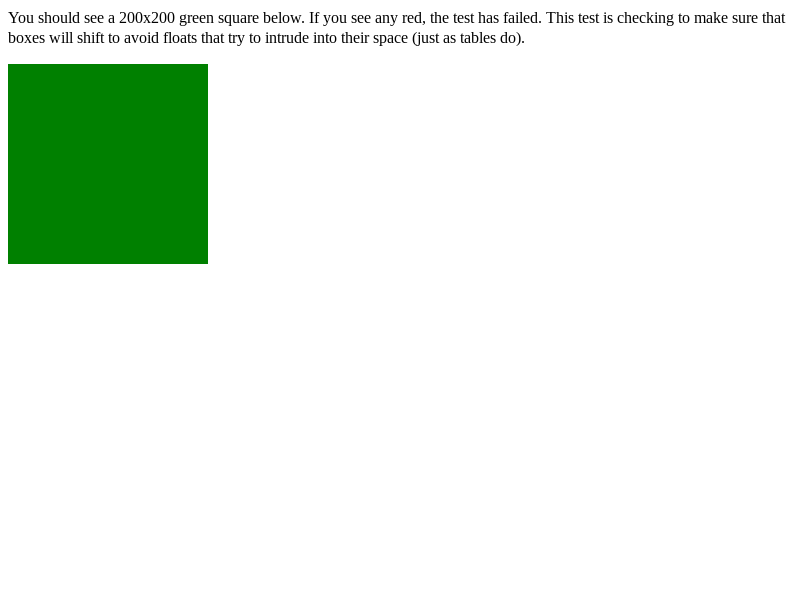 You should see a 200x200 green square below. If you see any red, the test has failed. This test is checking to make sure that
boxes will shift to avoid floats that try to intrude into their space (just as tables do).